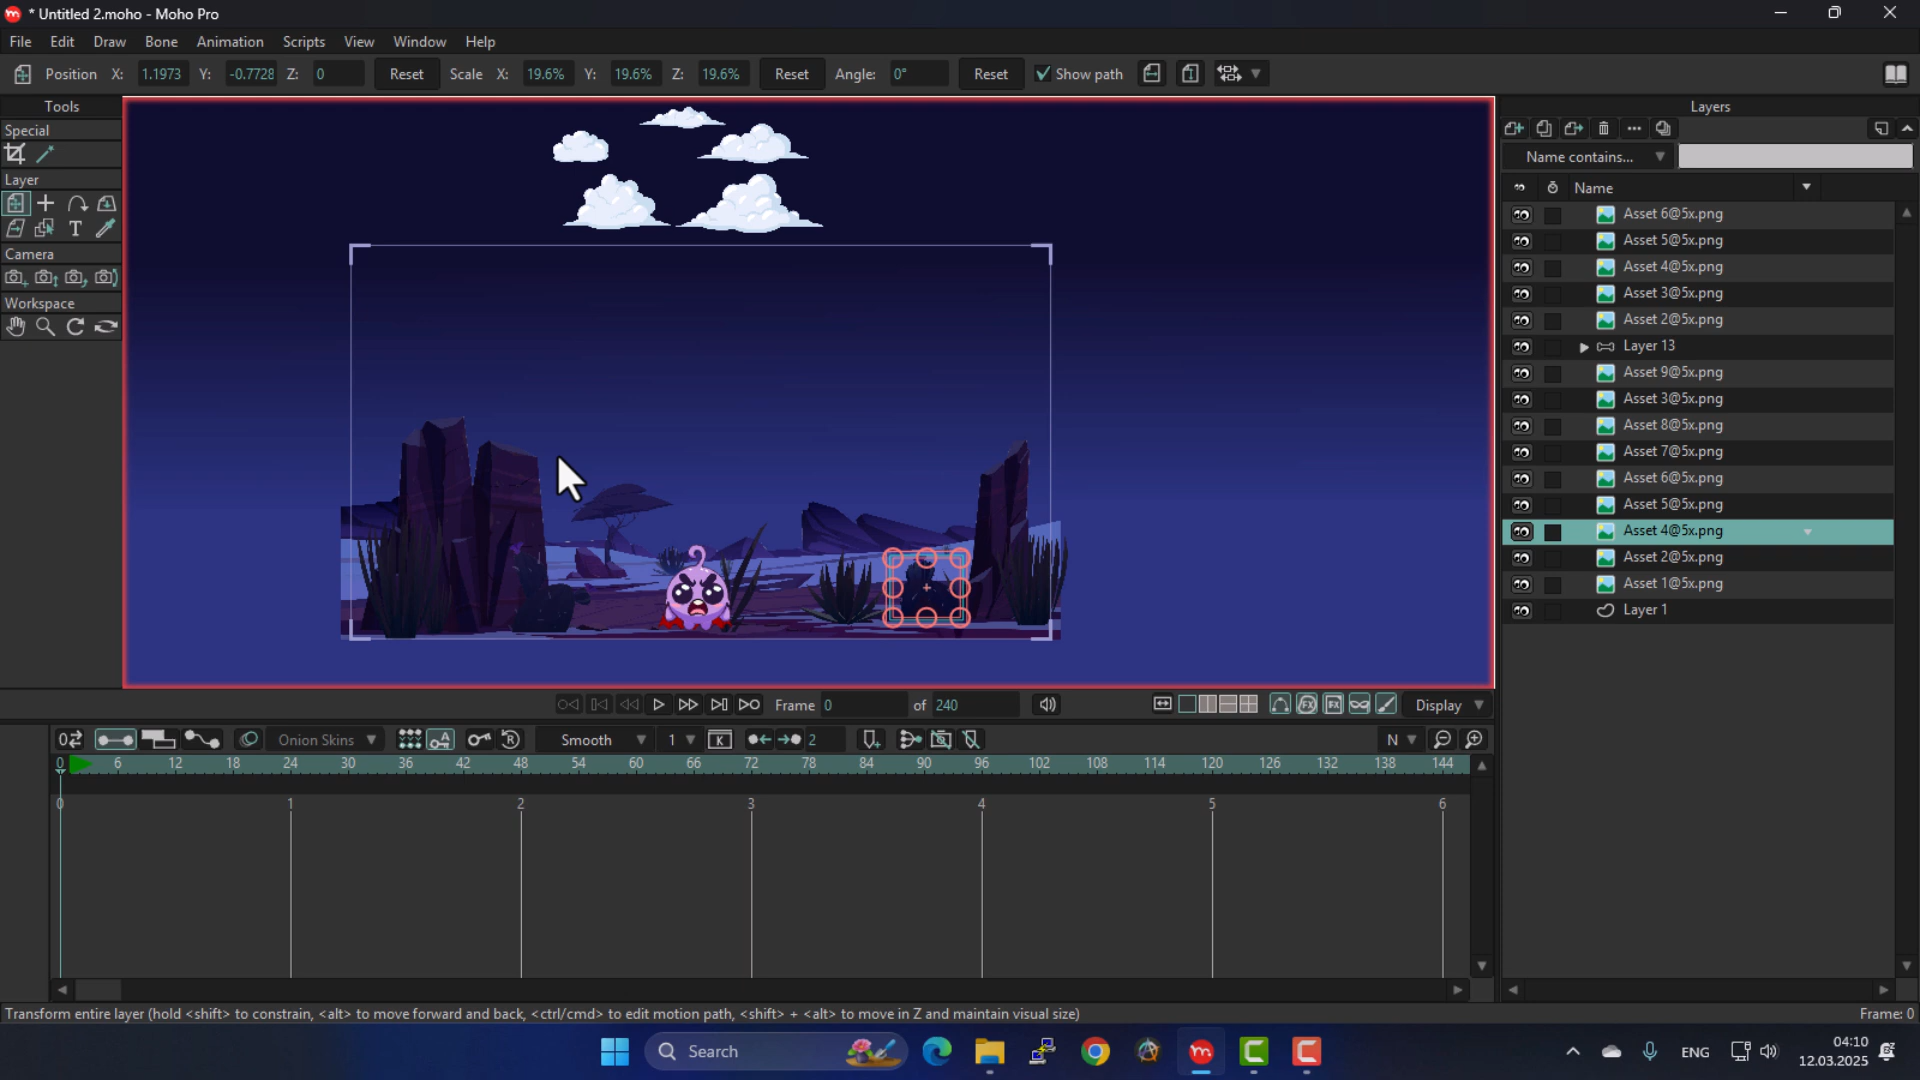 * Untitled 2.moho - Moho Pro
File Edit Draw Bone Animation Scripts View Window Help
Position X: 1.1973 Y: -0.7728 Z: 0 Reset Scale X: 19.6% Y: 19.6% Z: 19.6% Reset Angle: 0° Reset Show path
Tools
Special
Layer
T
Camera
Workspace
Layers
Name contains...
Name
Asset 6@5x.png
Asset 5@5x.png
Asset 4@5x.png
Asset 3@5x.png
Asset 2@5x.png
Layer 13
Asset 9@5x.png
Asset 3@5x.png
Asset 8@5x.png
Asset 7@5x.png
Asset 6@5x.png
Asset 5@5x.png
Asset 4@5x.png
Asset 2@5x.png
Asset 1@5x.png
Layer 1
Frame 0 of 240 Display
Onion Skins Smooth 1 K 2 N
0 6 12 18 24 30 36 42 48 54 60 66 72 78 84 90 96 102 108 114 120 126 132 138 144
0 1 2 3 4 5 6
Transform entire layer (hold <shift> to constrain, <alt> to move forward and back, <ctrl/cmd> to edit motion path, <shift> + <alt> to move in Z and maintain visual size) Frame: 0
Search ENG 04:10
12.03.2025